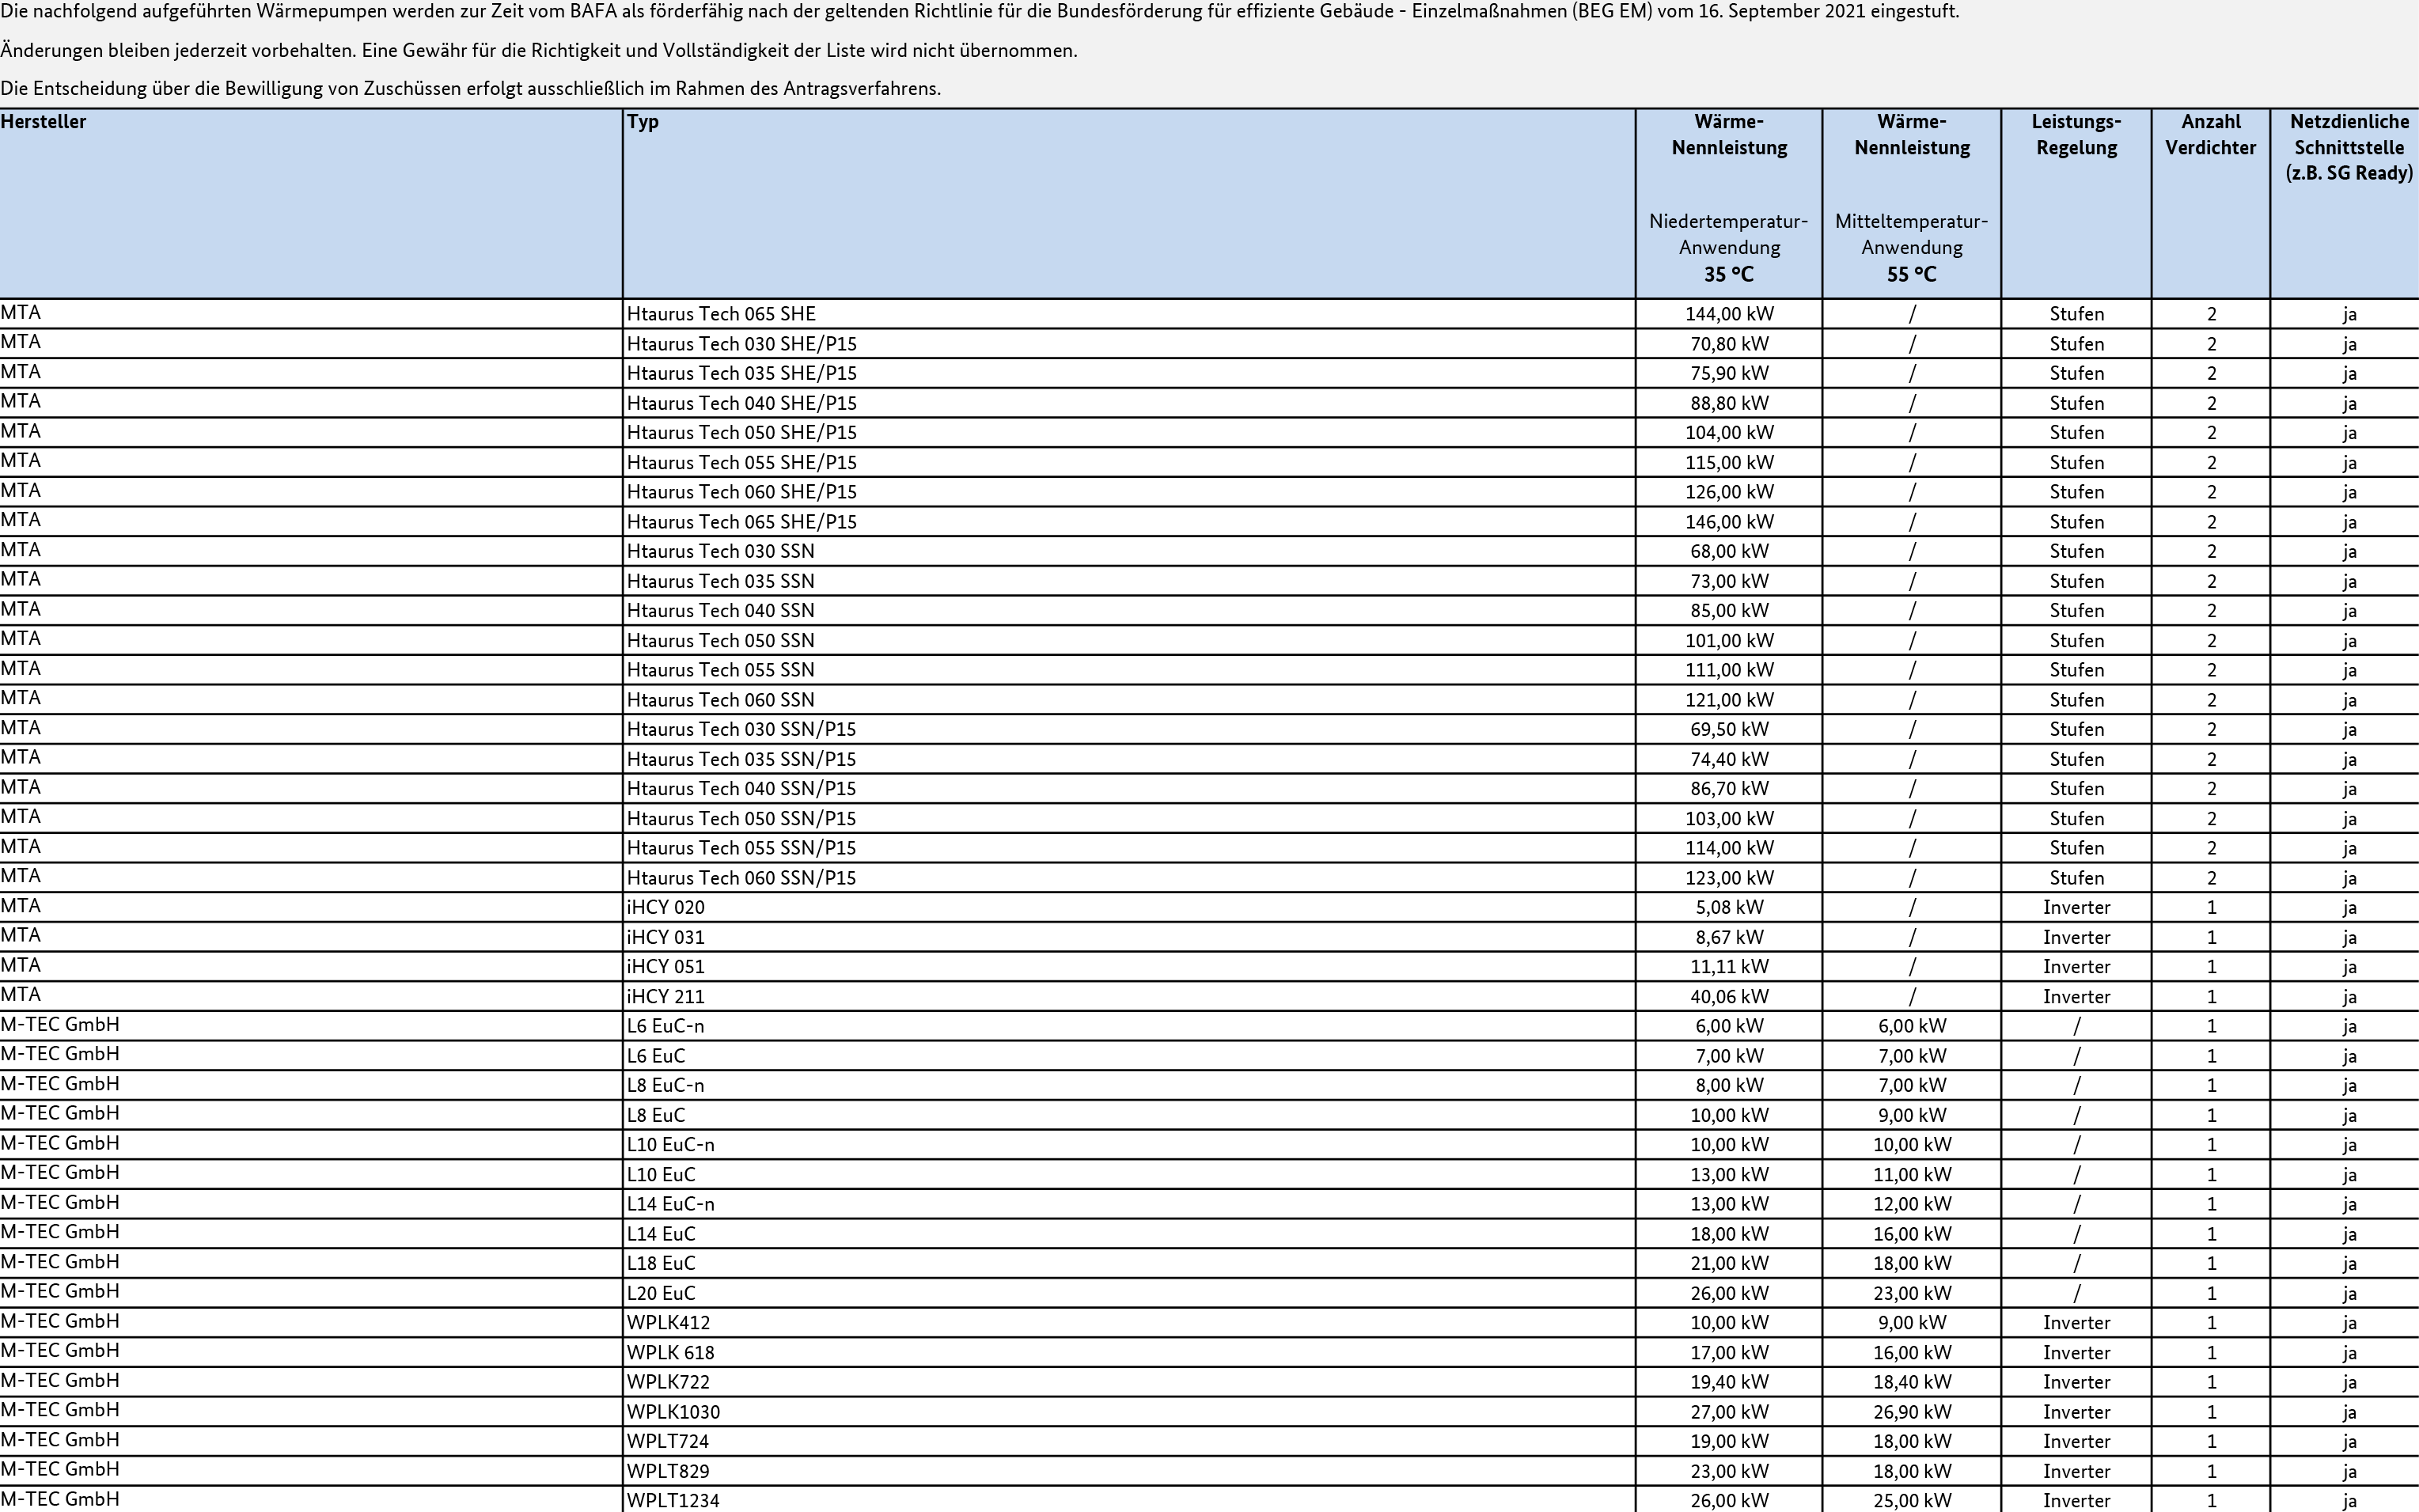 Die nachfolgend aufgeführten Wärmepumpen werden zur Zeit vom BAFA als förderfähig nach der geltenden Richtlinie für die Bundesförderung für effiziente Gebäude - Einzelmaßnahmen (BEG EM) vom 16. September 2021 eingestuft.
Änderungen bleiben jederzeit vorbehalten. Eine Gewähr für die Richtigkeit und Vollständigkeit der Liste wird nicht übernommen.
Die Entscheidung über die Bewilligung von Zuschüssen erfolgt ausschließlich im Rahmen des Antragsverfahrens.
Hersteller Typ Wärme- Wärme- Leistungs- Anzahl Netzdienliche
Nennleistung Nennleistung Regelung Verdichter Schnittstelle
(z.B. SG Ready)
Niedertemperatur- Mitteltemperatur-
Anwendung Anwendung
35 °C 55 °C
MTA Htaurus Tech 065 SHE 144,00 kW / Stufen 2 ja
MTA Htaurus Tech 030 SHE/P15 70,80 kW / Stufen 2 ja
MTA Htaurus Tech 035 SHE/P15 75,90 kW / Stufen 2 ja
MTA Htaurus Tech 040 SHE/P15 88,80 kW / Stufen 2 ja
MTA Htaurus Tech 050 SHE/P15 104,00 kW / Stufen 2 ja
MTA Htaurus Tech 055 SHE/P15 115,00 kW / Stufen 2 ja
MTA Htaurus Tech 060 SHE/P15 126,00 kW / Stufen 2 ja
MTA Htaurus Tech 065 SHE/P15 146,00 kW / Stufen 2 ja
MTA Htaurus Tech 030 SSN 68,00 kW / Stufen 2 ja
MTA Htaurus Tech 035 SSN 73,00 kW / Stufen 2 ja
MTA Htaurus Tech 040 SSN 85,00 kW / Stufen 2 ja
MTA Htaurus Tech 050 SSN 101,00 kW / Stufen 2 ja
MTA Htaurus Tech 055 SSN 111,00 kW / Stufen 2 ja
MTA Htaurus Tech 060 SSN 121,00 kW / Stufen 2 ja
MTA Htaurus Tech 030 SSN/P15 69,50 kW / Stufen 2 ja
MTA Htaurus Tech 035 SSN/P15 74,40 kW / Stufen 2 ja
MTA Htaurus Tech 040 SSN/P15 86,70 kW / Stufen 2 ja
MTA Htaurus Tech 050 SSN/P15 103,00 kW / Stufen 2 ja
MTA Htaurus Tech 055 SSN/P15 114,00 kW / Stufen 2 ja
MTA Htaurus Tech 060 SSN/P15 123,00 kW / Stufen 2 ja
MTA iHCY 020 5,08 kW / Inverter 1 ja
MTA iHCY 031 8,67 kW / Inverter 1 ja
MTA iHCY 051 11,11 kW / Inverter 1 ja
MTA iHCY 211 40,06 kW / Inverter 1 ja
M-TEC GmbH L6 EuC-n 6,00 kW 6,00 kW / 1 ja
M-TEC GmbH L6 EuC 7,00 kW 7,00 kW / 1 ja
M-TEC GmbH L8 EuC-n 8,00 kW 7,00 kW / 1 ja
M-TEC GmbH L8 EuC 10,00 kW 9,00 kW / 1 ja
M-TEC GmbH L10 EuC-n 10,00 kW 10,00 kW / 1 ja
M-TEC GmbH L10 EuC 13,00 kW 11,00 kW / 1 ja
M-TEC GmbH L14 EuC-n 13,00 kW 12,00 kW / 1 ja
M-TEC GmbH L14 EuC 18,00 kW 16,00 kW / 1 ja
M-TEC GmbH L18 EuC 21,00 kW 18,00 kW / 1 ja
M-TEC GmbH L20 EuC 26,00 kW 23,00 kW / 1 ja
M-TEC GmbH WPLK412 10,00 kW 9,00 kW Inverter 1 ja
M-TEC GmbH WPLK 618 17,00 kW 16,00 kW Inverter 1 ja
M-TEC GmbH WPLK722 19,40 kW 18,40 kW Inverter 1 ja
M-TEC GmbH WPLK1030 27,00 kW 26,90 kW Inverter 1 ja
M-TEC GmbH WPLT724 19,00 kW 18,00 kW Inverter 1 ja
M-TEC GmbH WPLT829 23,00 kW 18,00 kW Inverter 1 ja
M-TEC GmbH WPLT1234 26,00 kW 25,00 kW Inverter 1 ja